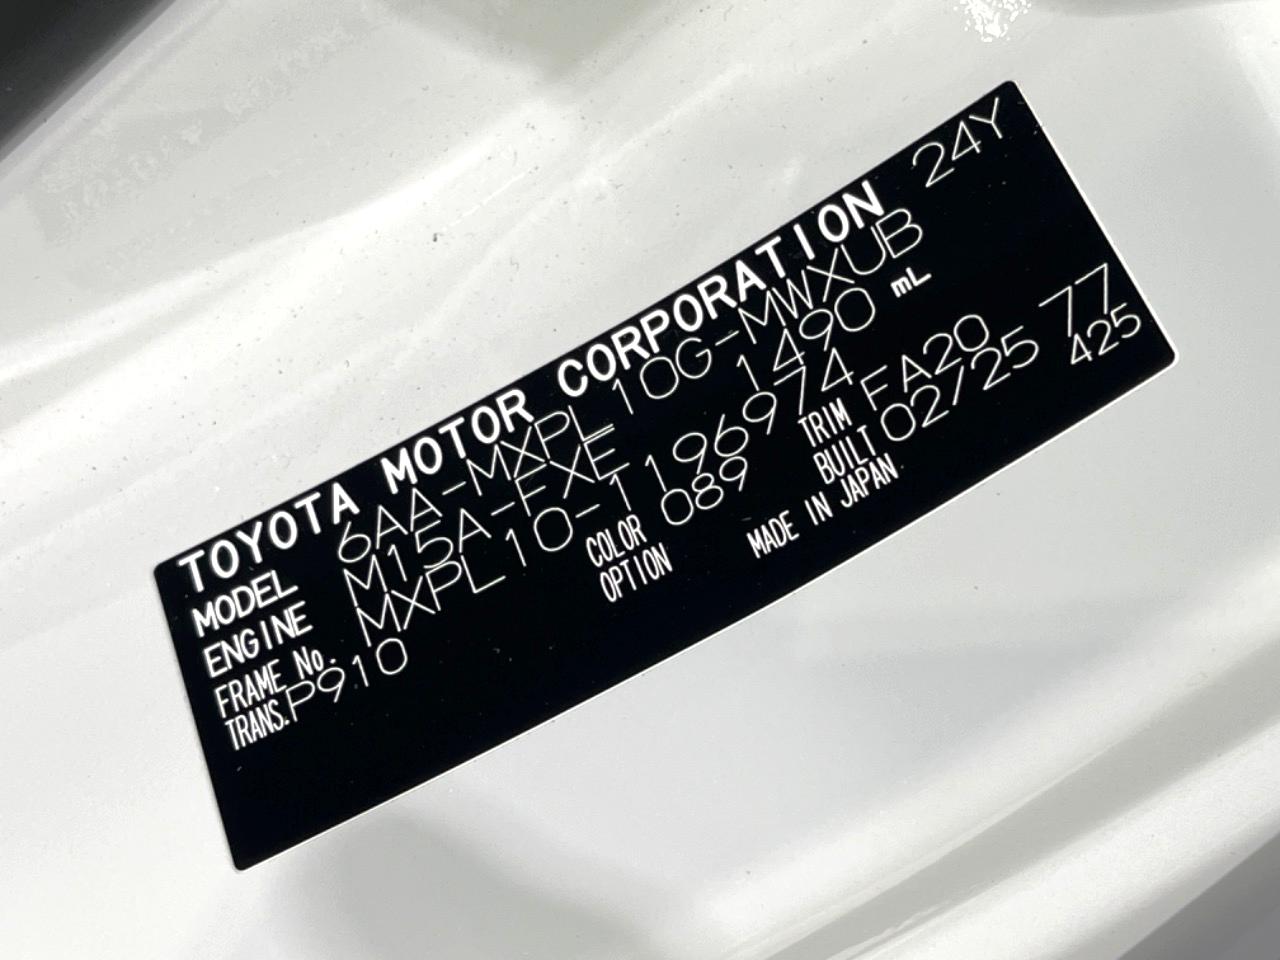 TOYOTA MOTOR CORPORATION 24Y
MODEL 6AA-MXPL10G-MWXUB
ENGINE M15A-FXE 1490 mL
FRAME No. MXPL10-1196974
TRANS. P910 COLOR 089 TRIM FA20 77
OPTION BUILT 02/25 425
MADE IN JAPAN